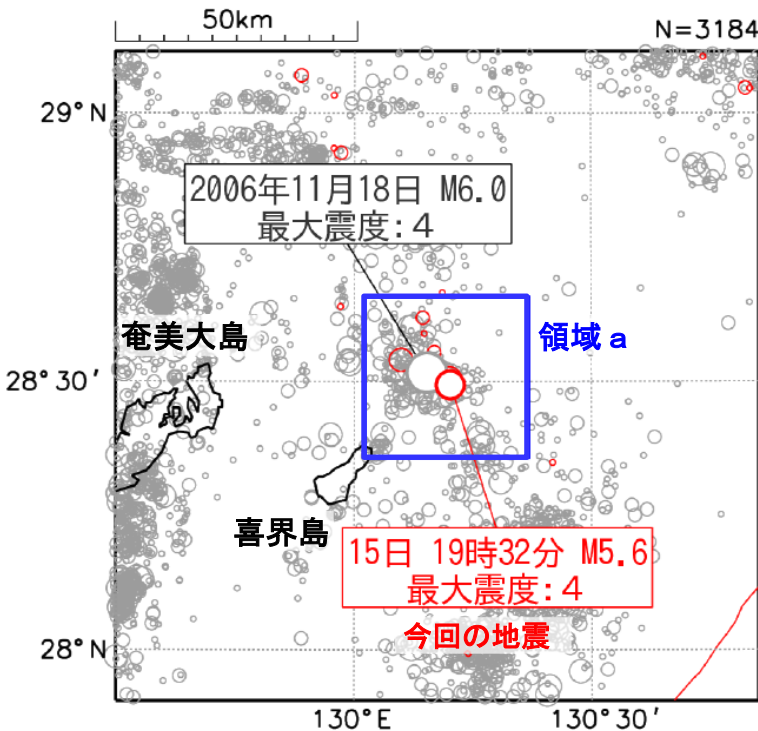 50km
N=3184
29°N
2006年11月18日 M6.0
最大震度:4
奄美大島
領域a
28°30′
喜界島
15日 19時32分 M5.6
最大震度:4
今回の地震
28°N
130°E
130°30′